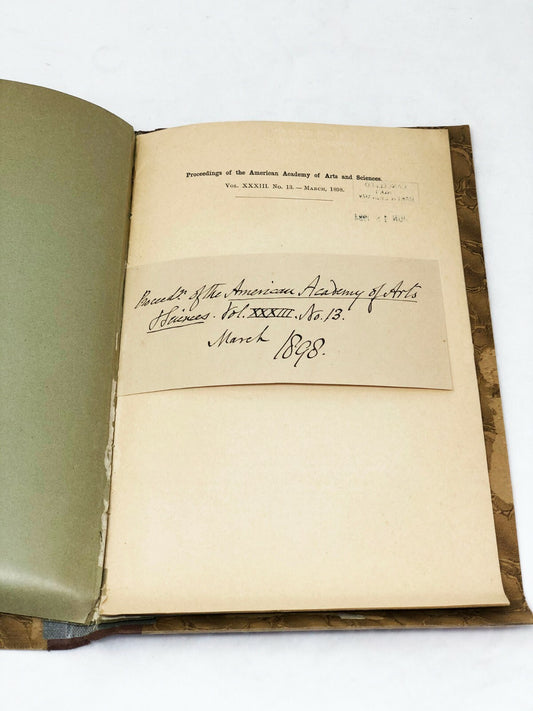 Proceedings of the American Academy of Arts and Sciences.
Vol. XXXIII. No. 13. — March, 1898.
Proceeds. of the American Academy of Arts
& Sciences. Vol. XXXIII. No. 13.
March 1898.